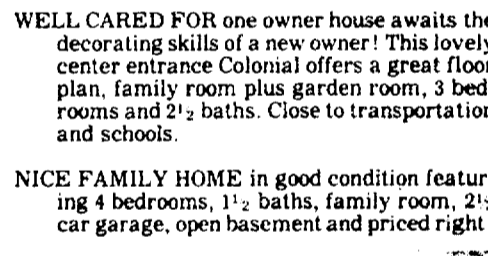 WELL CARED FOR one owner house awaits the
decorating skills of a new owner! This lovely
center entrance Colonial offers a great floor
plan, family room plus garden room, 3 bed
rooms and 2½ baths. Close to transportation
and schools.
NICE FAMILY HOME in good condition featur
ing 4 bedrooms, 1½ baths, family room, 2½
car garage, open basement and priced right